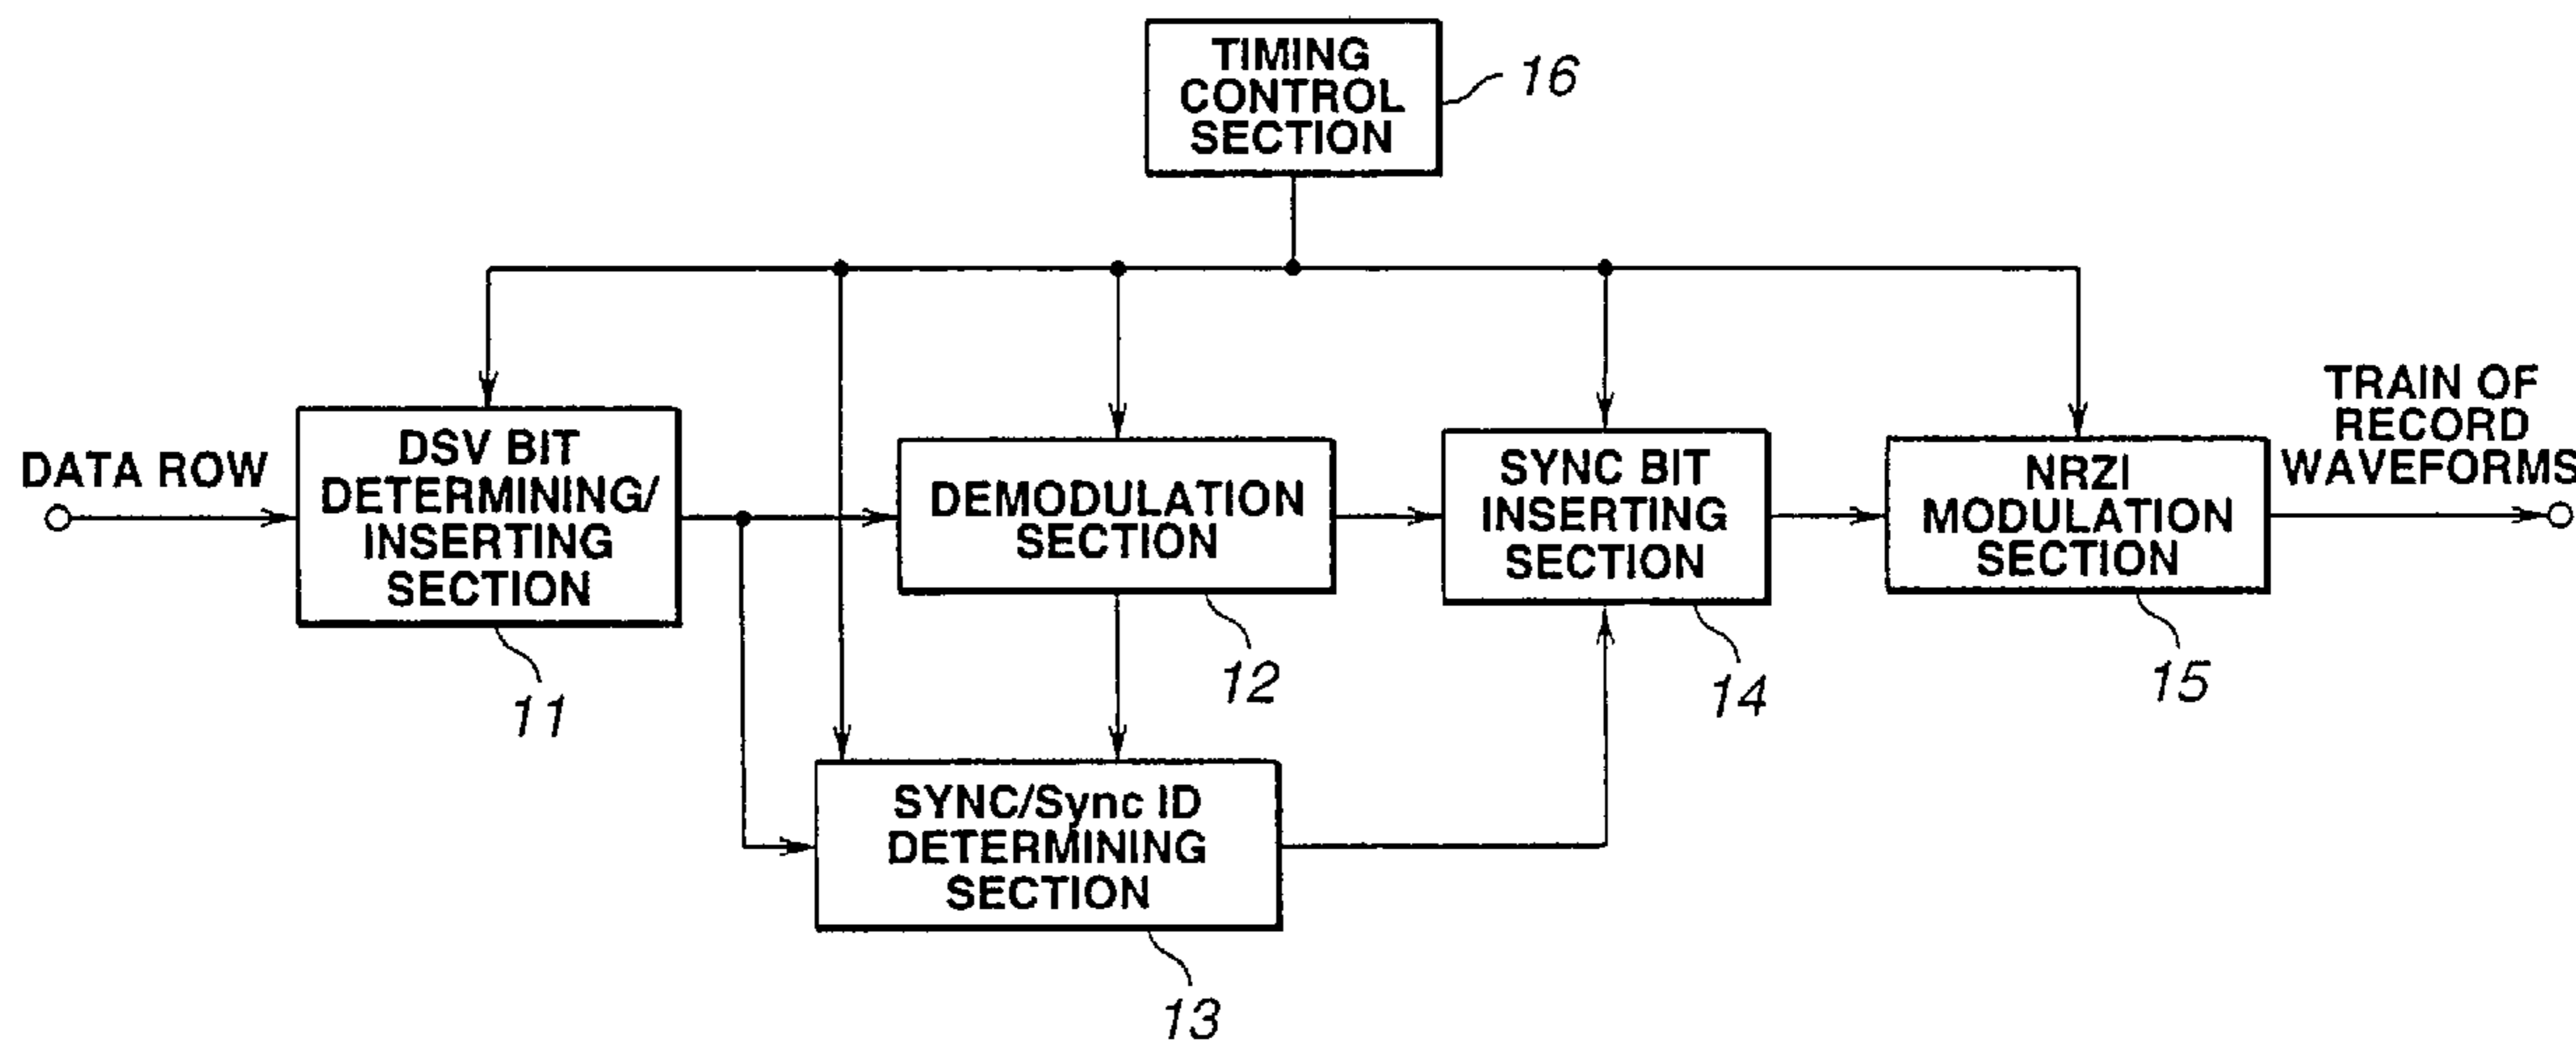 TIMING
CONTROL
SECTION
16
DATA ROW
DSV BIT
DETERMINING/
INSERTING
SECTION
11
DEMODULATION
SECTION
12
SYNC BIT
INSERTING
SECTION
14
NRZI
MODULATION
SECTION
15
TRAIN OF
RECORD
WAVEFORMS
SYNC/Sync ID
DETERMINING
SECTION
13